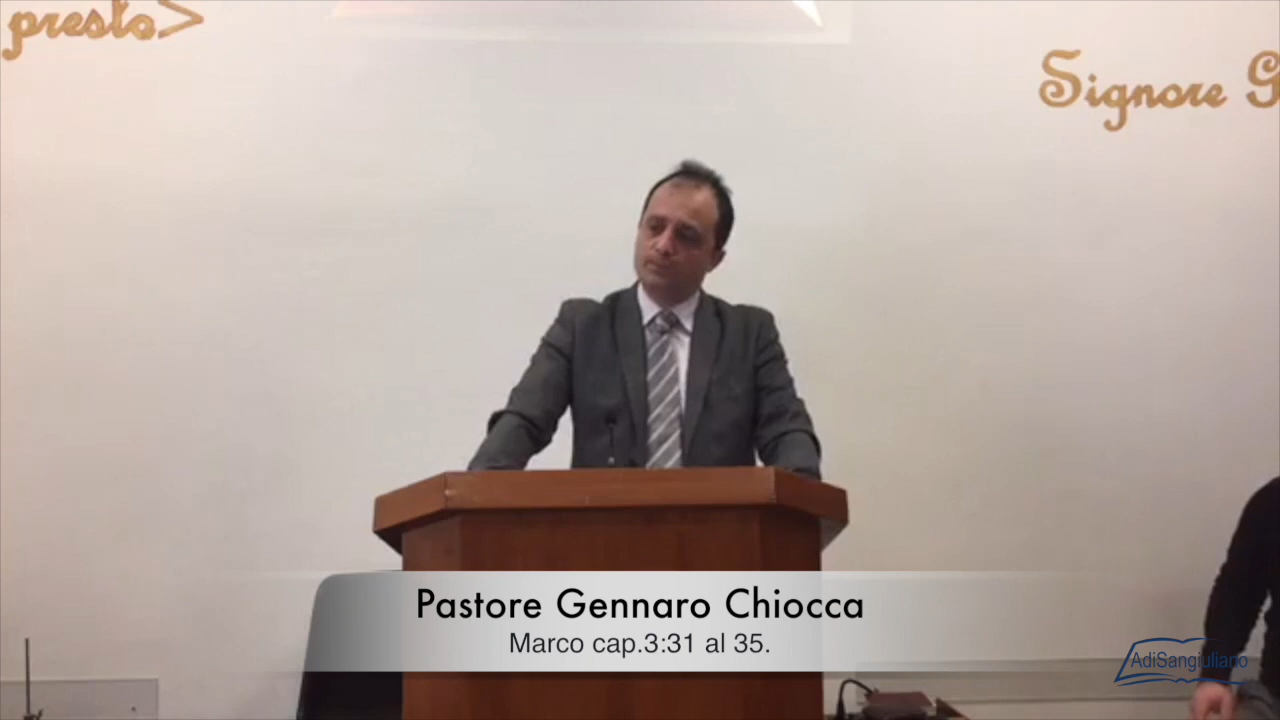 presto>
Signore G
Pastore Gennaro Chiocca
Marco cap.3:31 al 35.
AdiSangiuliano